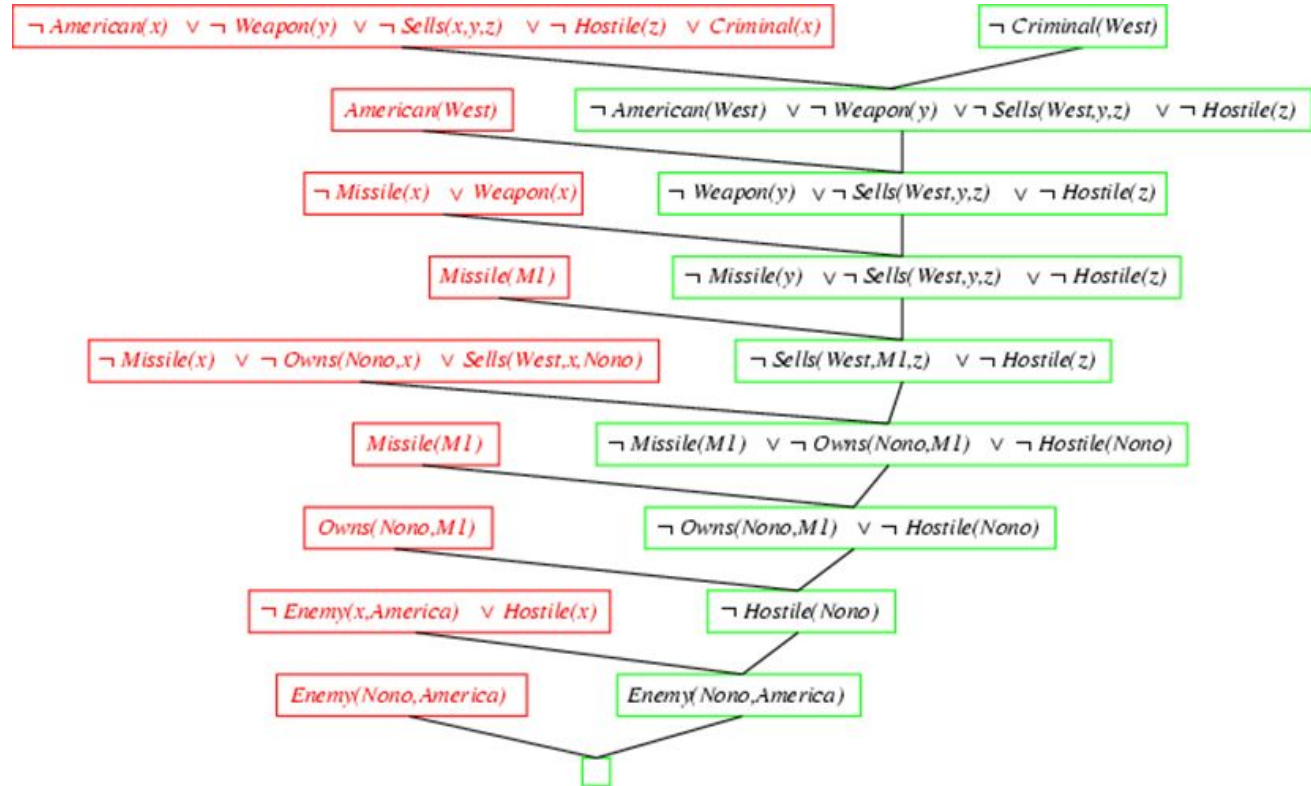 ¬ American(x) ∨ ¬ Weapon(y) ∨ ¬ Sells(x,y,z) ∨ ¬ Hostile(z) ∨ Criminal(x)
¬ Criminal(West)
American(West)
¬ American(West) ∨ ¬ Weapon(y) ∨ ¬ Sells(West,y,z) ∨ ¬ Hostile(z)
¬ Missile(x) ∨ Weapon(x)
¬ Weapon(y) ∨ ¬ Sells(West,y,z) ∨ ¬ Hostile(z)
Missile(M1)
¬ Missile(y) ∨ ¬ Sells(West,y,z) ∨ ¬ Hostile(z)
¬ Missile(x) ∨ ¬ Owns(Nono,x) ∨ Sells(West,x,Nono)
¬ Sells(West,M1,z) ∨ ¬ Hostile(z)
Missile(M1)
¬ Missile(M1) ∨ ¬ Owns(Nono,M1) ∨ ¬ Hostile(Nono)
Owns(Nono,M1)
¬ Owns(Nono,M1) ∨ ¬ Hostile(Nono)
¬ Enemy(x,America) ∨ Hostile(x)
¬ Hostile(Nono)
Enemy(Nono,America)
Enemy(Nono,America)